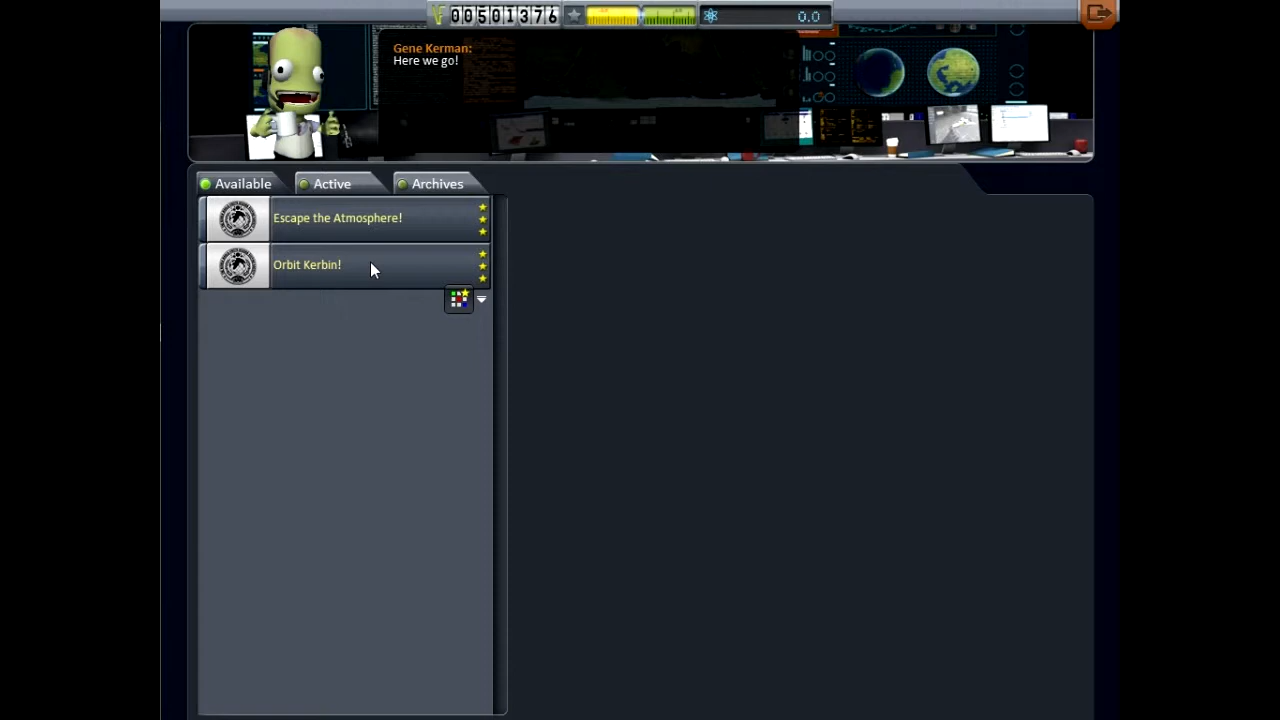 00501376
0.0
Gene Kerman:
Here we go!
Available
Active
Archives
Escape the Atmosphere!
Orbit Kerbin!